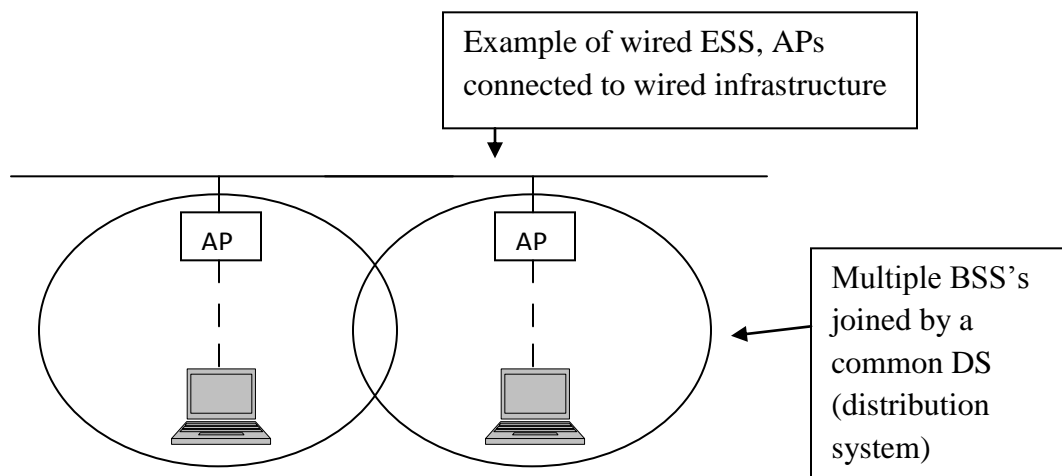 Example of wired ESS, APs
connected to wired infrastructure
AP
AP
Multiple BSS’s
joined by a
common DS
(distribution
system)